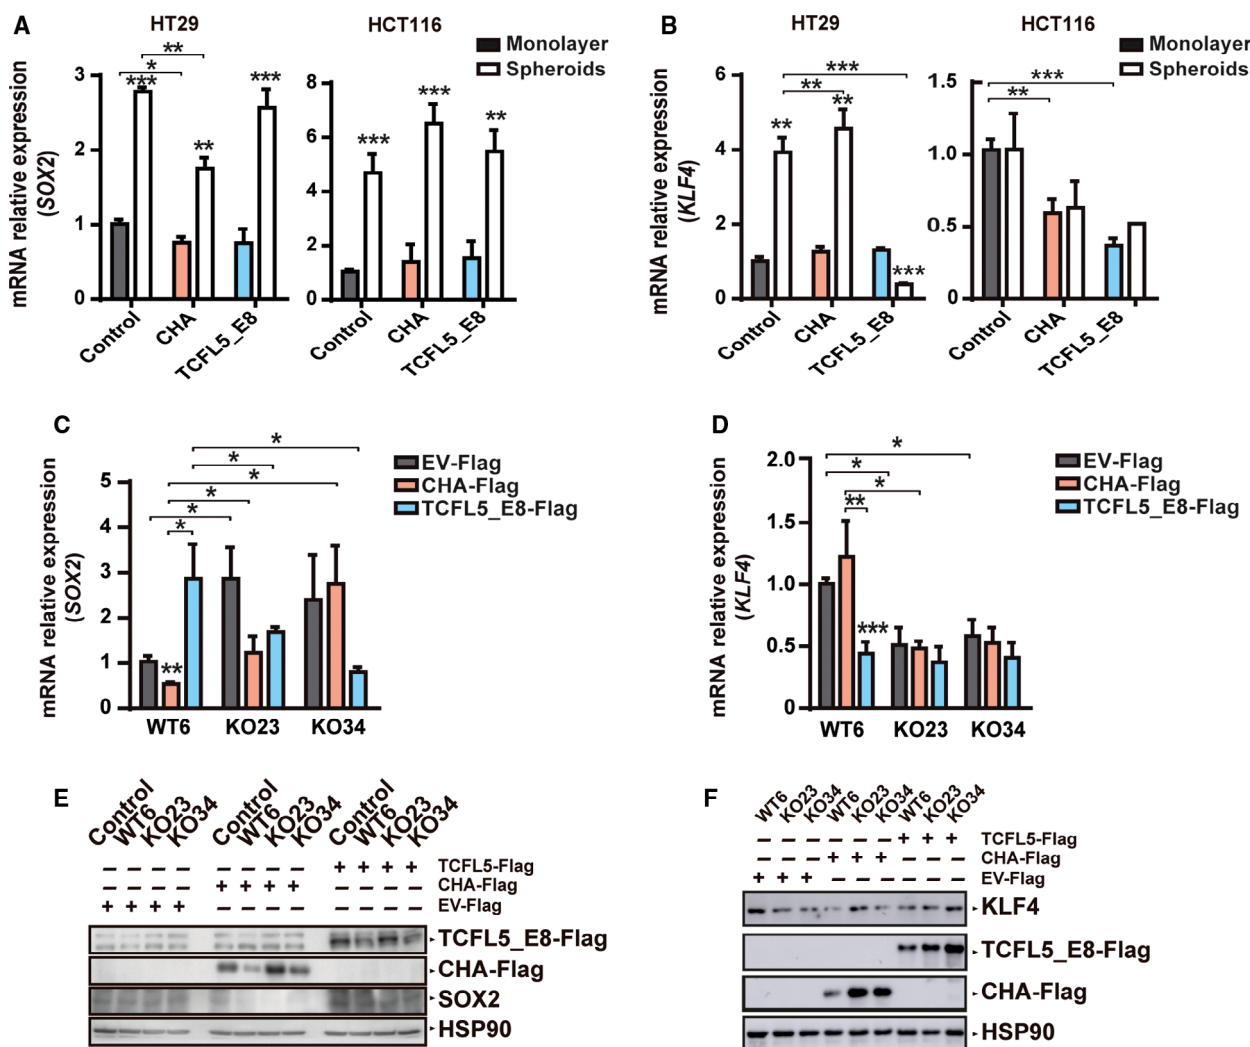 A
HT29
HCT116
Monolayer
Spheroids
mRNA relative expression
(SOX2)
3
2
1
0
***
*
**
**
***
8
6
4
2
0
***
***
**
Control
CHA
TCFL5_E8
Control
CHA
TCFL5_E8
B
HT29
HCT116
Monolayer
Spheroids
mRNA relative expression
(KLF4)
6
4
2
0
***
**
**
**
***
1.5
1.0
0.5
0
***
**
Control
CHA
TCFL5_E8
Control
CHA
TCFL5_E8
C
EV-Flag
CHA-Flag
TCFL5_E8-Flag
mRNA relative expression
(SOX2)
5
4
3
2
1
0
*
*
*
*
*
*
**
WT6 KO23 KO34
D
EV-Flag
CHA-Flag
TCFL5_E8-Flag
mRNA relative expression
(KLF4)
2.0
1.5
1.0
0.5
0
*
*
*
**
***
WT6 KO23 KO34
E
Control WT6 KO23 KO34 Control WT6 KO23 KO34 Control WT6 KO23 KO34
− − − − − − − − + + + + TCFL5-Flag
− − − − + + + + − − − − CHA-Flag
+ + + + − − − − − − − − EV-Flag
TCFL5_E8-Flag
CHA-Flag
SOX2
HSP90
F
WT6 KO23 KO34 WT6 KO23 KO34 WT6 KO23 KO34
− − − − − − + + + TCFL5-Flag
− − − + + + − − − CHA-Flag
+ + + − − − − − − EV-Flag
KLF4
TCFL5_E8-Flag
CHA-Flag
HSP90